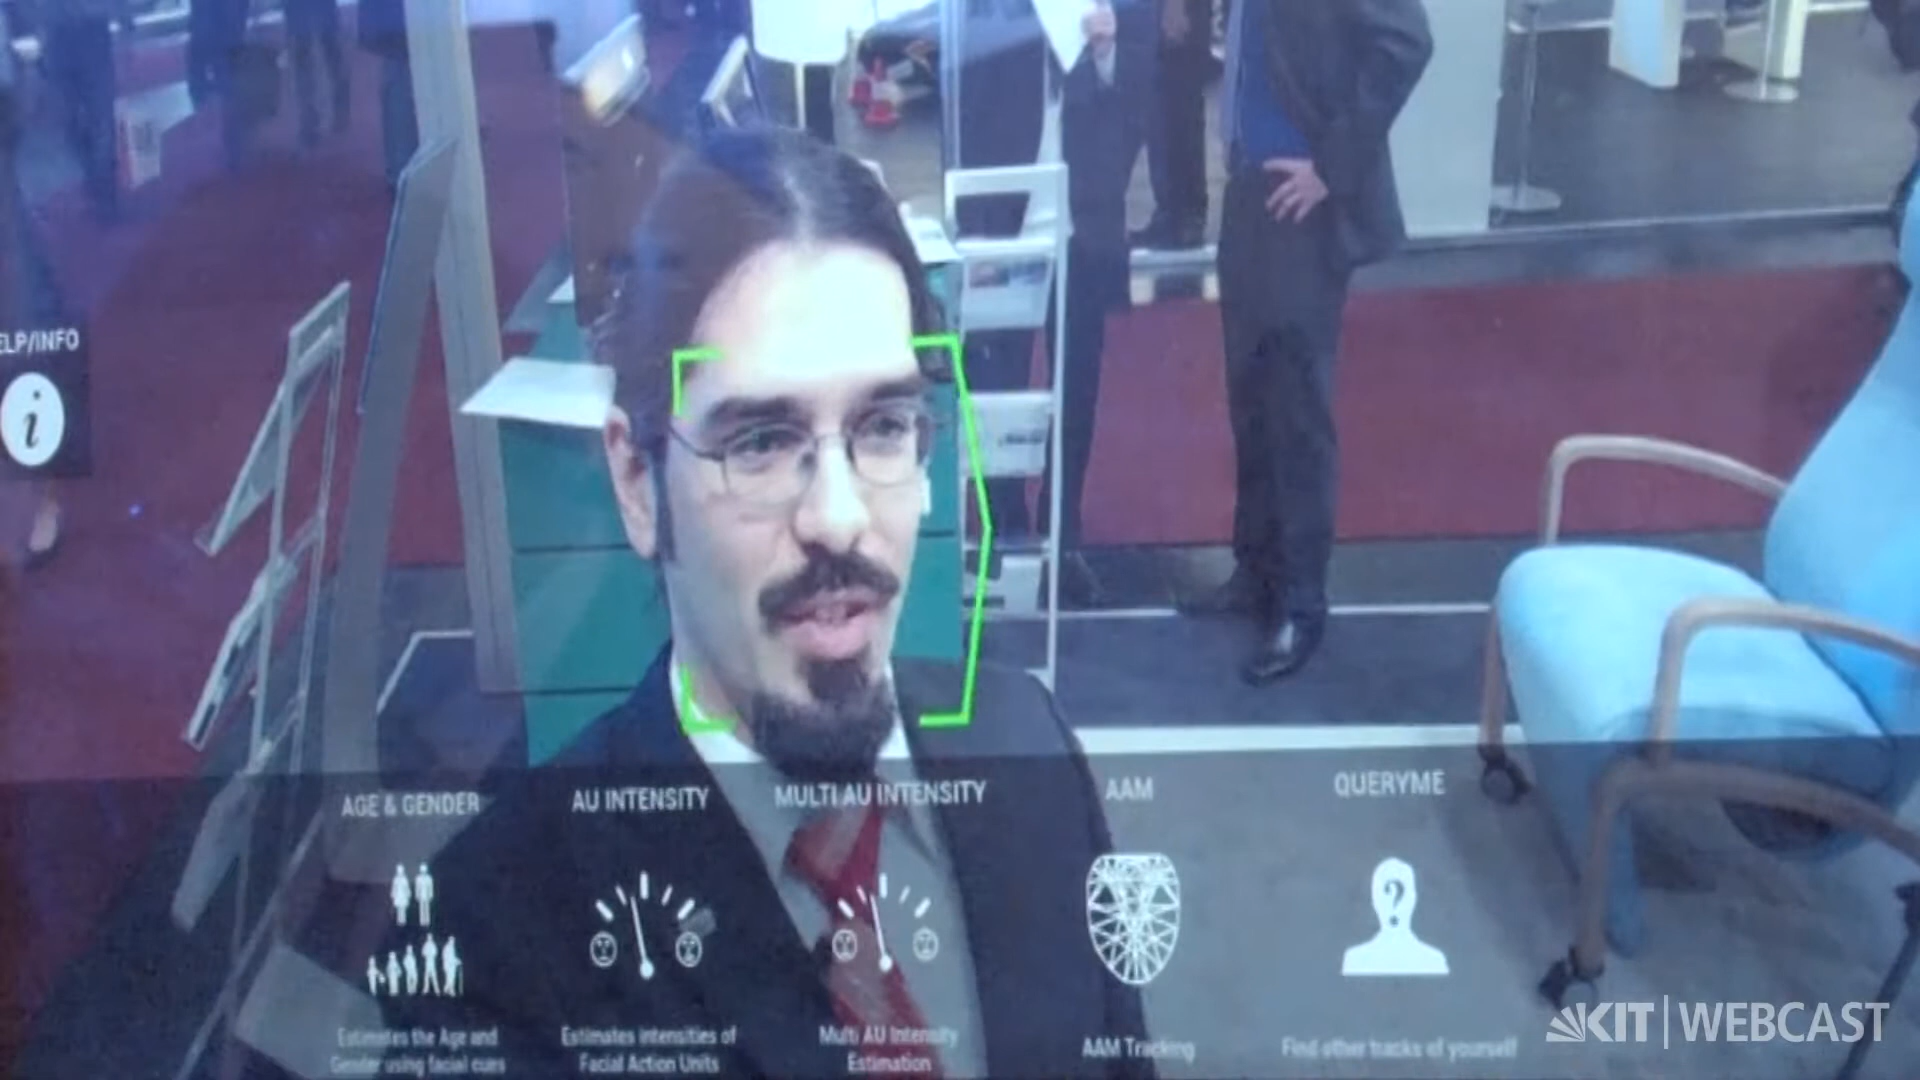 ELP/INFO
i
AGE & GENDER
AU INTENSITY
MULTI AU INTENSITY
AAM
QUERYME
?
Estimates the Age and
Gender using facial cues
Estimates intensities of
Facial Action Units
Multi AU Intensity
Estimation
AAM Tracking
Find other tracks of yourself
KIT | WEBCAST